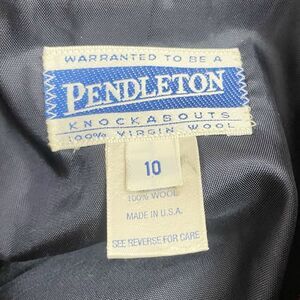 WARRANTED TO BE A
PENDLETON
KNOCKABOUTS
100% VIRGIN WOOL
10
100% WOOL
MADE IN U.S.A.
SEE REVERSE FOR CARE